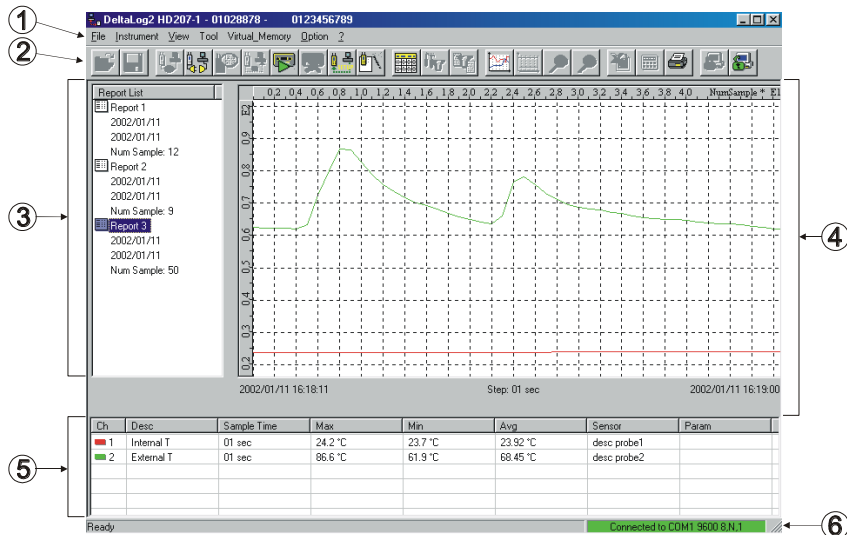 DeltaLog2 HD207-1 - 01028878 - 0123456789
1
File Instrument View Tool Virtual_Memory Option ?
2
Report List
Report 1
2002/01/11
2002/01/11
Num Sample: 12
Report 2
2002/01/11
2002/01/11
Num Sample: 9
Report 3
2002/01/11
2002/01/11
Num Sample: 50
3
0,2 0,4 0,6 0,8 1,0 1,2 1,4 1,6 1,8 2,0 2,2 2,4 2,6 2,8 3,0 3,2 3,4 3,6 3,8 4,0 NumSample * E1
E2
0,9
0,8
0,7
0,6
0,5
0,4
0,3
0,2
4
2002/01/11 16:18:11 Step: 01 sec 2002/01/11 16:19:00
5
Ch Desc Sample Time Max Min Avg Sensor Param
1 Internal T 01 sec 24.2 °C 23.7 °C 23.92 °C desc probe1
2 External T 01 sec 86.6 °C 61.9 °C 68.45 °C desc probe2
Ready Connected to COM1 9600 8,N,1
6